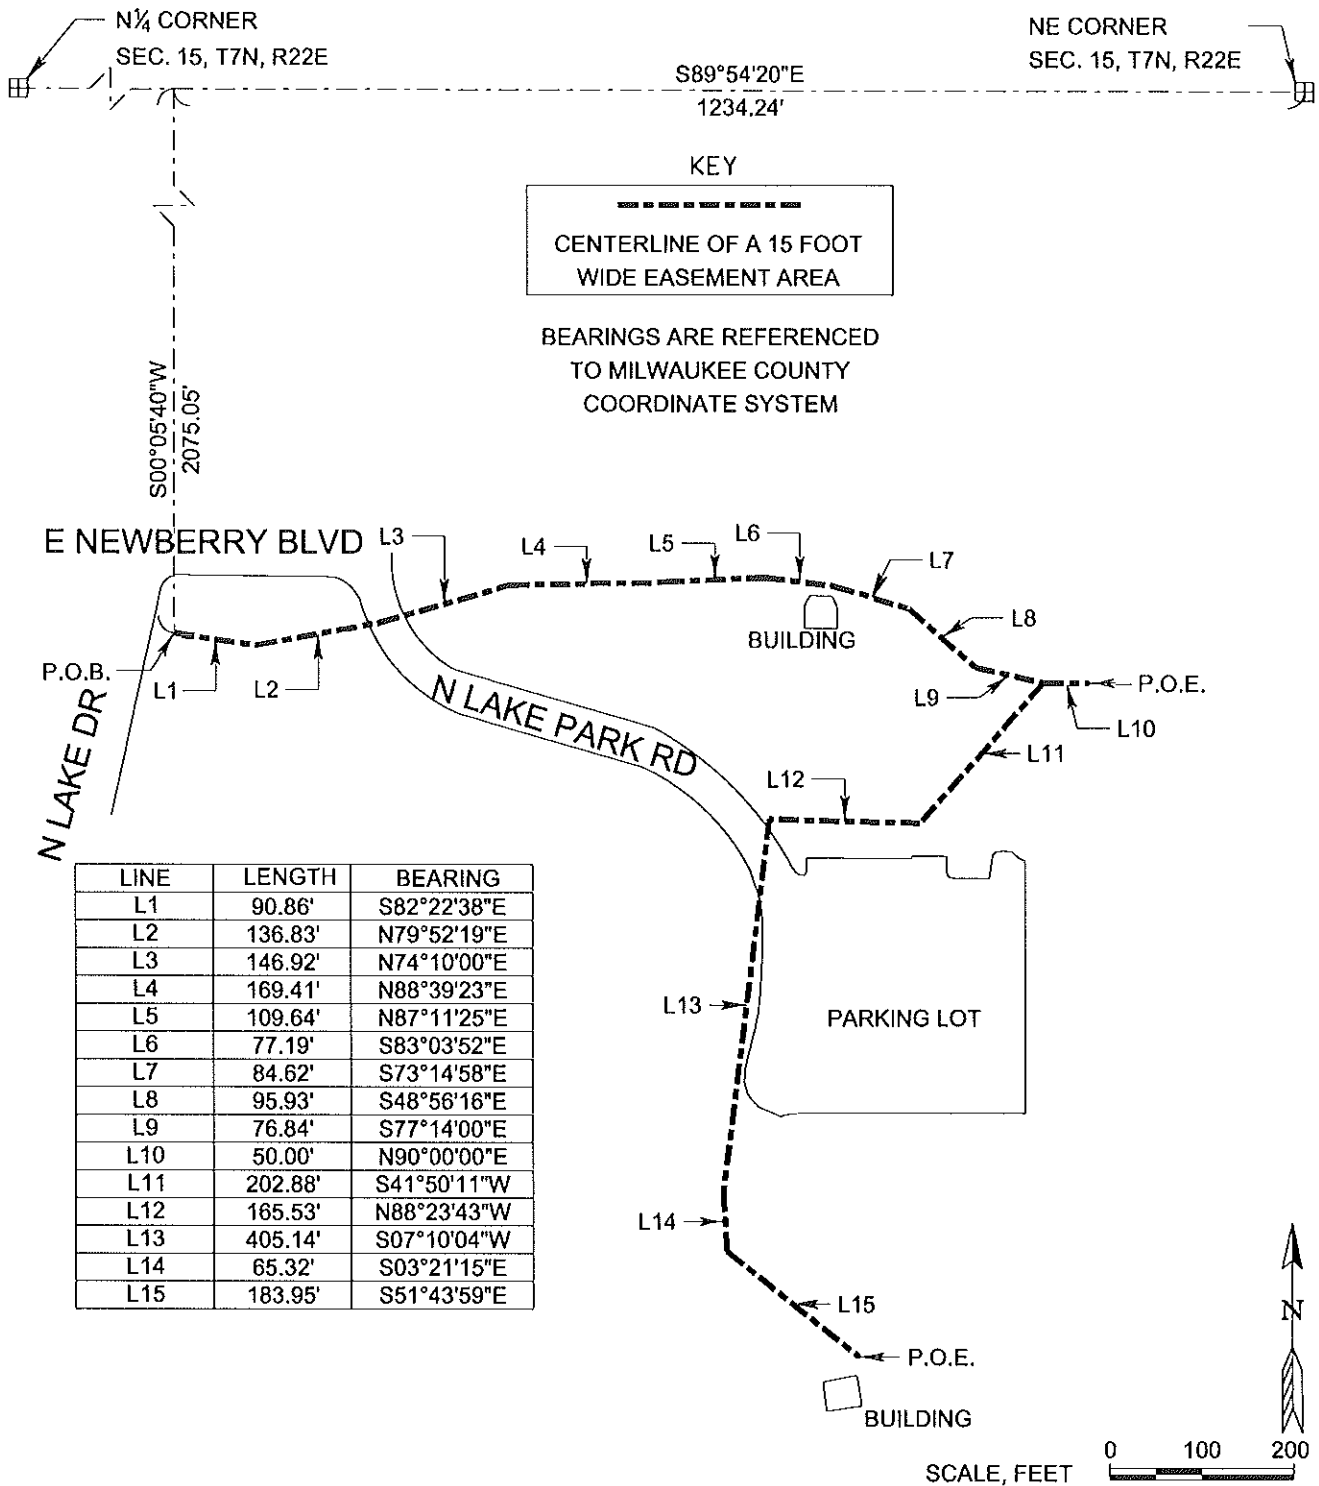 N¼ CORNER
SEC. 15, T7N, R22E
NE CORNER
SEC. 15, T7N, R22E
S89°54'20"E
1234.24'
KEY
CENTERLINE OF A 15 FOOT
WIDE EASEMENT AREA
BEARINGS ARE REFERENCED
TO MILWAUKEE COUNTY
COORDINATE SYSTEM
S00°05'40"W
2075.05'
E NEWBERRY BLVD
L3
L4
L5
L6
L7
L8
BUILDING
P.O.B.
L1
L2
L9
P.O.E.
L10
N LAKE DR
N LAKE PARK RD
L11
L12
LINE LENGTH BEARING
L1 90.86' S82°22'38"E
L2 136.83' N79°52'19"E
L3 146.92' N74°10'00"E
L4 169.41' N88°39'23"E
L5 109.64' N87°11'25"E
L6 77.19' S83°03'52"E
L7 84.62' S73°14'58"E
L8 95.93' S48°56'16"E
L9 76.84' S77°14'00"E
L10 50.00' N90°00'00"E
L11 202.88' S41°50'11"W
L12 165.53' N88°23'43"W
L13 405.14' S07°10'04"W
L14 65.32' S03°21'15"E
L15 183.95' S51°43'59"E
L13
PARKING LOT
L14
L15
P.O.E.
BUILDING
N
SCALE, FEET
0 100 200